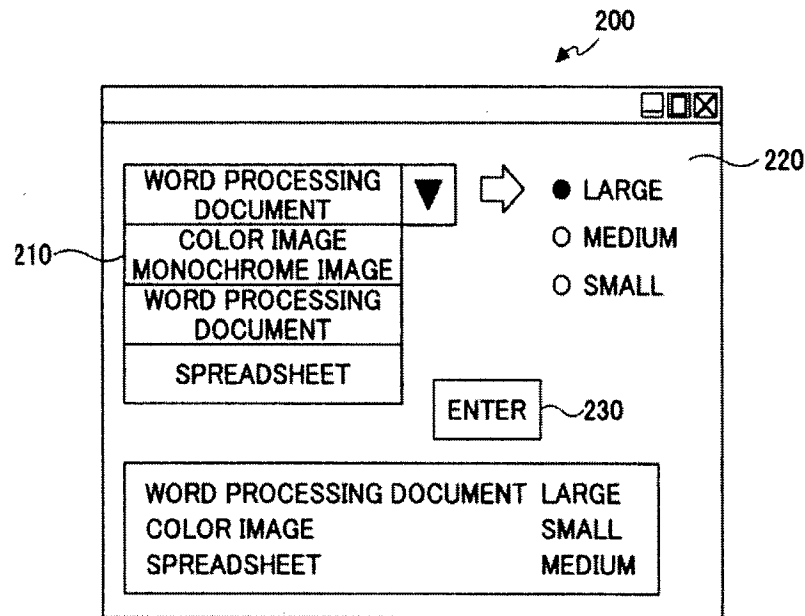 200
220
WORD PROCESSING
DOCUMENT
LARGE
MEDIUM
SMALL
210
COLOR IMAGE
MONOCHROME IMAGE
WORD PROCESSING
DOCUMENT
SPREADSHEET
ENTER
230
WORD PROCESSING DOCUMENT LARGE
COLOR IMAGE SMALL
SPREADSHEET MEDIUM